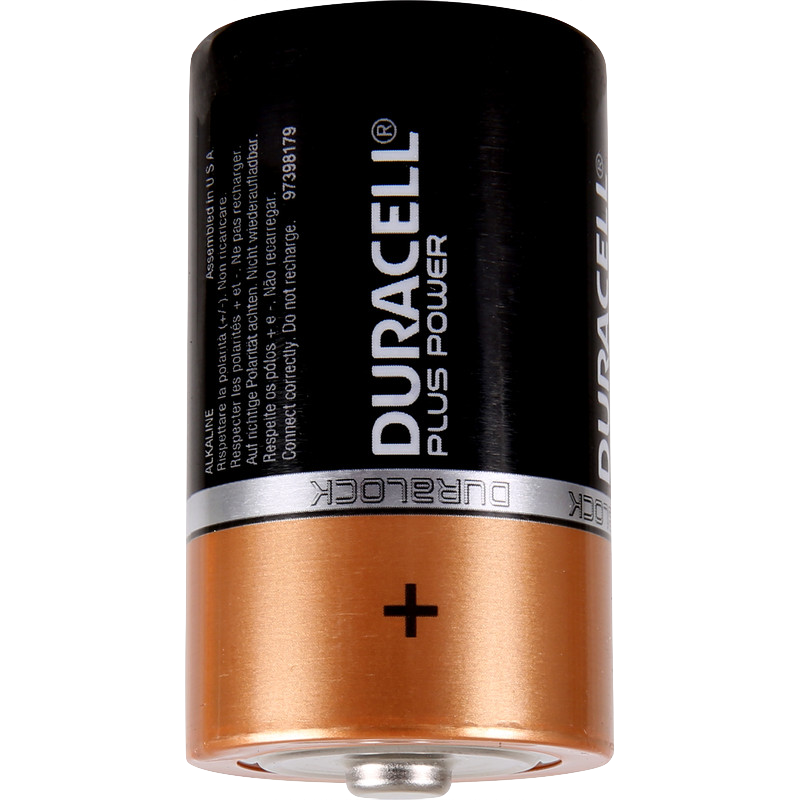 ALKALINE Assembled in U S A
Rispettare la polarità (+/-). Non ricaricare.
Respecter les polarités + et -. Ne pas recharger.
Auf richtige Polarität achten. Nicht wiederaufladbar.
Respeite os pólos + e -. Não recarregar.
Connect correctly. Do not recharge. 97398179
DURACELL®
PLUS POWER
DURACELL®
DURALOCK
LOCK
+